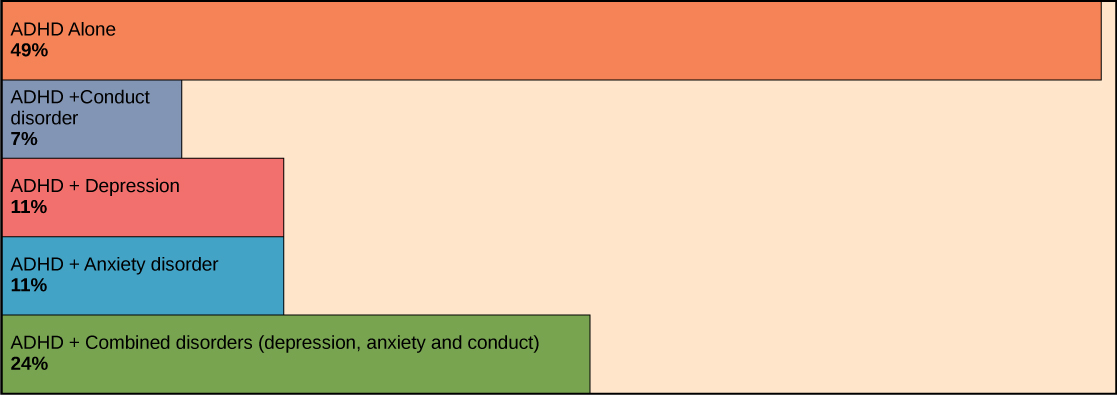 ADHD Alone
49%
ADHD +Conduct
disorder
7%
ADHD + Depression
11%
ADHD + Anxiety disorder
11%
ADHD + Combined disorders (depression, anxiety and conduct)
24%